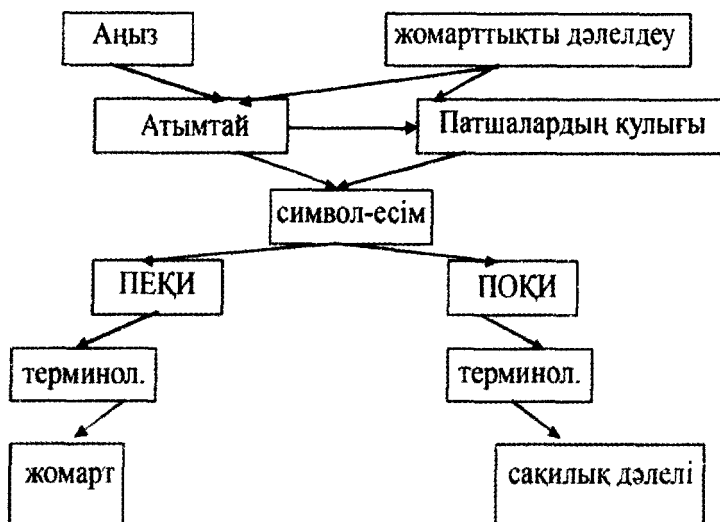 Аңыз
жомарттықты дәлелдеу
Атымтай
Патшалардың қулығы
символ-есім
ПЕҚИ
ПОҚИ
терминол.
терминол.
жомарт
сақилық дәлелі